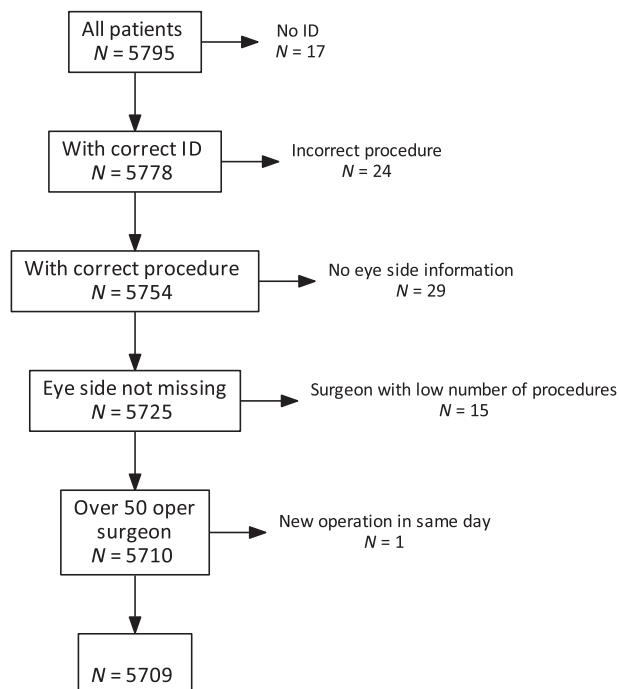 All patients
N = 5795
No ID
N = 17
With correct ID
N = 5778
Incorrect procedure
N = 24
With correct procedure
N = 5754
No eye side information
N = 29
Eye side not missing
N = 5725
Surgeon with low number of procedures
N = 15
Over 50 oper
surgeon
N = 5710
New operation in same day
N = 1
N = 5709